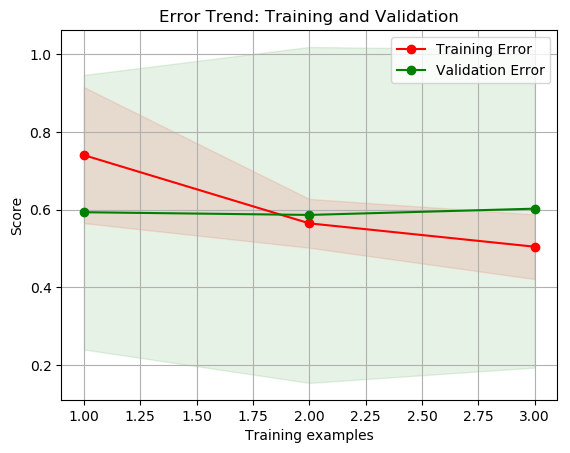 Error Trend: Training and Validation
Training Error
Validation Error
Score
1.0
0.8
0.6
0.4
0.2
1.00 1.25 1.50 1.75 2.00 2.25 2.50 2.75 3.00
Training examples